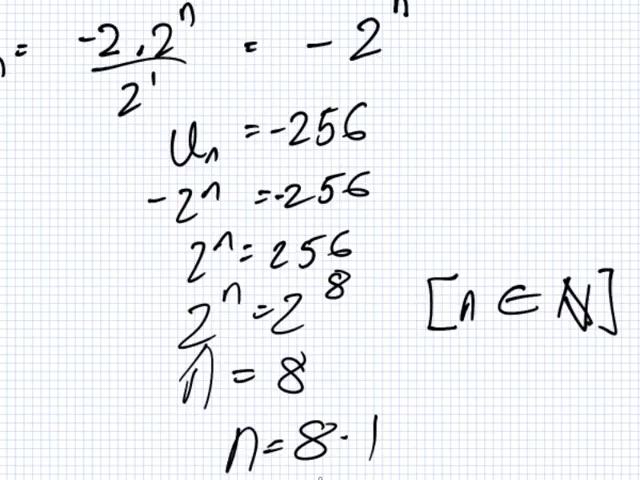 n = -2 . 2^n / 2^1 = - 2^n
U_n = -256
-2^n = -256
2^n = 256
2^n = 2^8 [n ∈ ℕ]
n = 8
n = 8.1